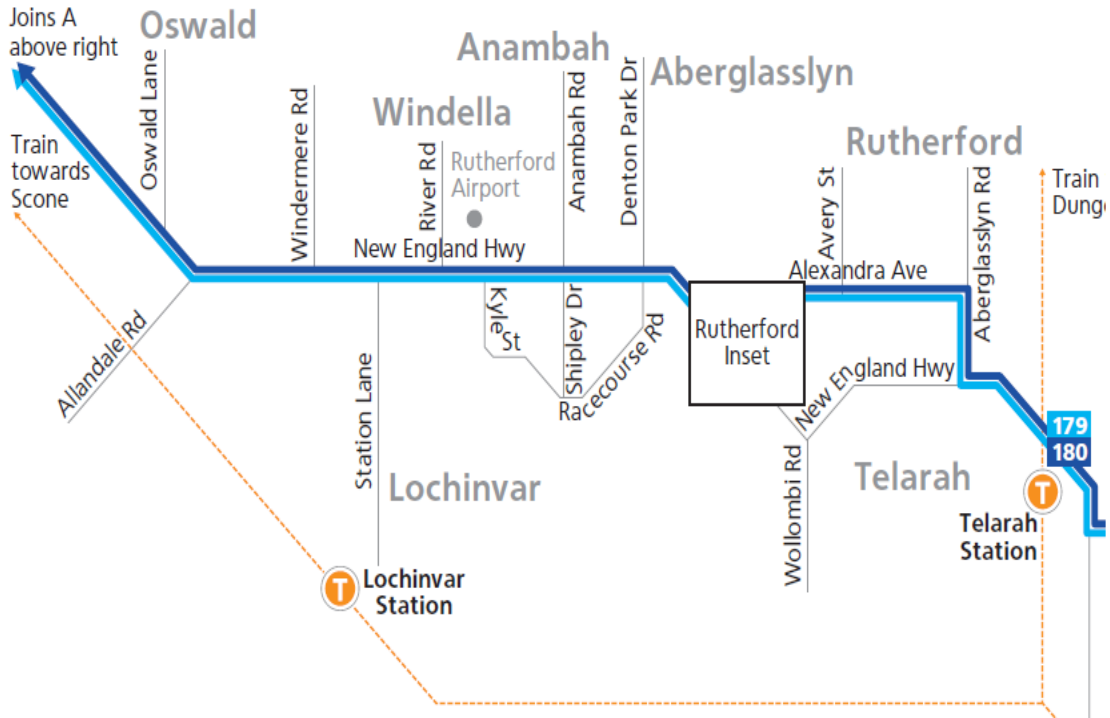 Joins A
above right
Oswald
Anambah
Aberglasslyn
Windella
Rutherford
Oswald Lane
Windermere Rd
River Rd
Rutherford
Airport
Anambah Rd
Denton Park Dr
Avery St
Aberglasslyn Rd
Train
towards
Scone
Train
Dung
New England Hwy
Alexandra Ave
Allandale Rd
Station Lane
Kyle St
Shipley Dr
Racecourse Rd
Rutherford
Inset
New England Hwy
Wollombi Rd
179
180
Lochinvar
Telarah
T
Telarah
Station
T
Lochinvar
Station